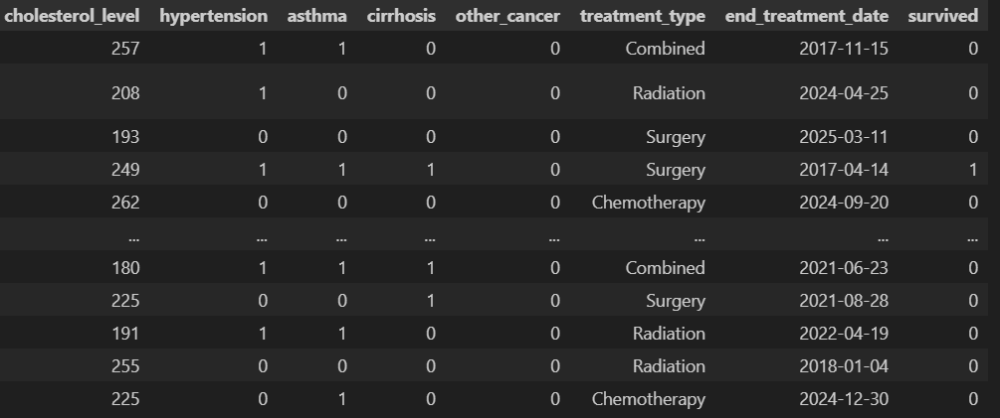 cholesterol_level hypertension asthma cirrhosis other_cancer treatment_type end_treatment_date survived
257 1 1 0 0 Combined 2017-11-15 0
208 1 0 0 0 Radiation 2024-04-25 0
193 0 0 0 0 Surgery 2025-03-11 0
249 1 1 1 0 Surgery 2017-04-14 1
262 0 0 0 0 Chemotherapy 2024-09-20 0
... ... ... ... ... ... ... ...
180 1 1 1 0 Combined 2021-06-23 0
225 0 0 1 0 Surgery 2021-08-28 0
191 1 1 0 0 Radiation 2022-04-19 0
255 0 0 0 0 Radiation 2018-01-04 0
225 0 1 0 0 Chemotherapy 2024-12-30 0